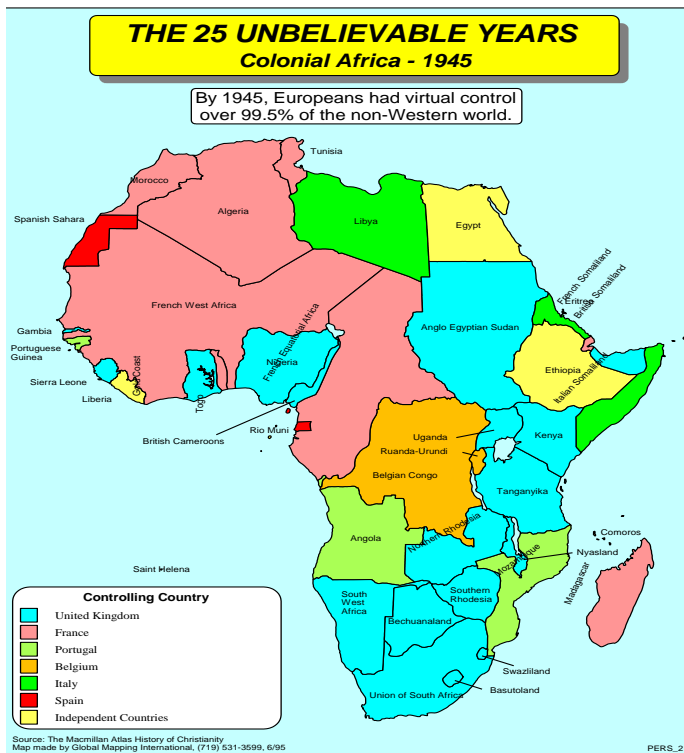 THE 25 UNBELIEVABLE YEARS
Colonial Africa - 1945
By 1945, Europeans had virtual control
over 99.5% of the non-Western world.
Tunisia
Morocco
Algeria
Libya
Egypt
Spanish Sahara
French West Africa
French Equatorial Africa
Anglo Egyptian Sudan
Eritrea
French Somaliland
British Somaliland
Gambia
Portuguese
Guinea
Sierra Leone
Liberia
Gold Coast
Togo
Nigeria
British Cameroons
Rio Muni
Ethiopia
Italian Somaliland
Uganda
Kenya
Ruanda-Urundi
Belgian Congo
Tanganyika
Angola
Northern Rhodesia
Mozambique
Comoros
Nyasland
Madagascar
Saint Helena
South
West
Africa
Southern
Rhodesia
Bechuanaland
Swazliland
Basutoland
Union of South Africa
Controlling Country
United Kingdom
France
Portugal
Belgium
Italy
Spain
Independent Countries
Source: The Macmillan Atlas History of Christianity
Map made by Global Mapping International, (719) 531-3599, 6/95
PERS_2